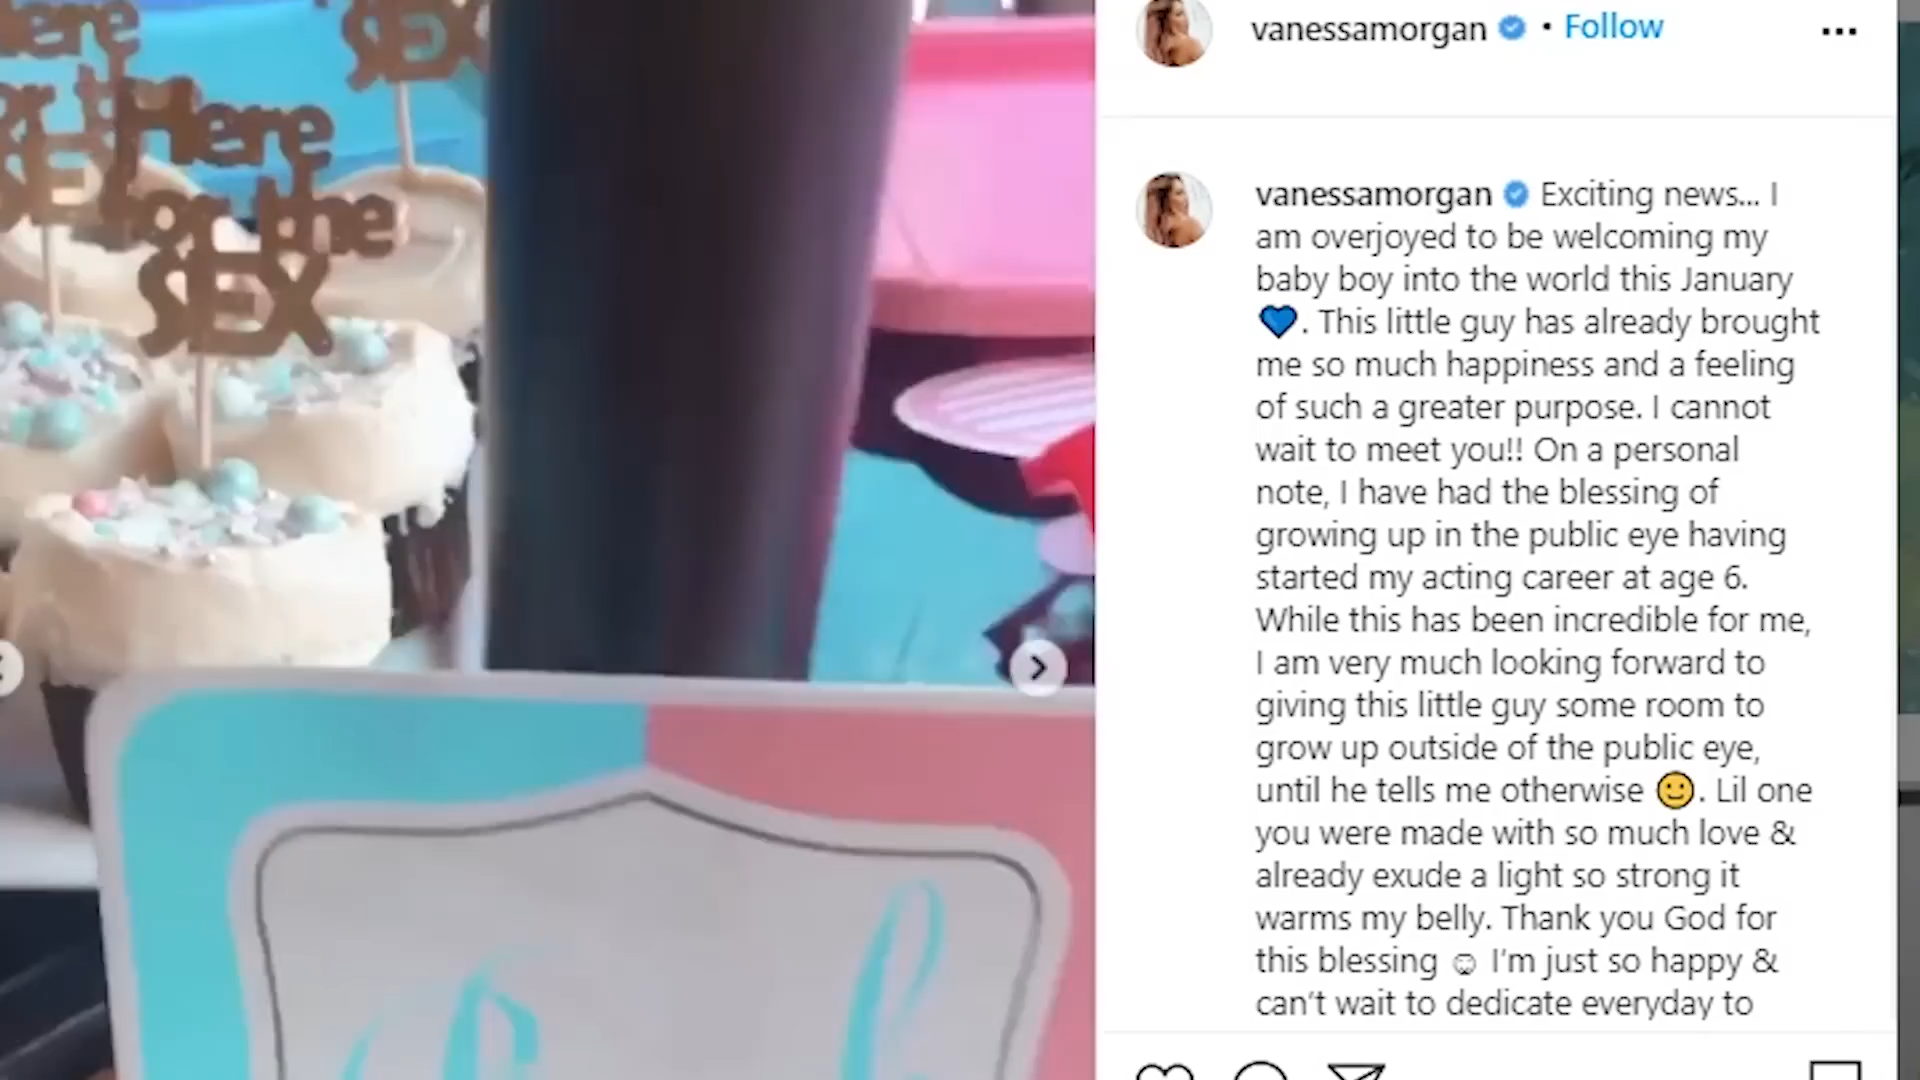 Here
SEX
Here
for the
SEX
vanessamorgan • Follow
vanessamorgan Exciting news... I
am overjoyed to be welcoming my
baby boy into the world this January
💙. This little guy has already brought
me so much happiness and a feeling
of such a greater purpose. I cannot
wait to meet you!! On a personal
note, I have had the blessing of
growing up in the public eye having
started my acting career at age 6.
While this has been incredible for me,
I am very much looking forward to
giving this little guy some room to
grow up outside of the public eye,
until he tells me otherwise 🙂. Lil one
you were made with so much love &
already exude a light so strong it
warms my belly. Thank you God for
this blessing ☺ I'm just so happy &
can't wait to dedicate everyday to